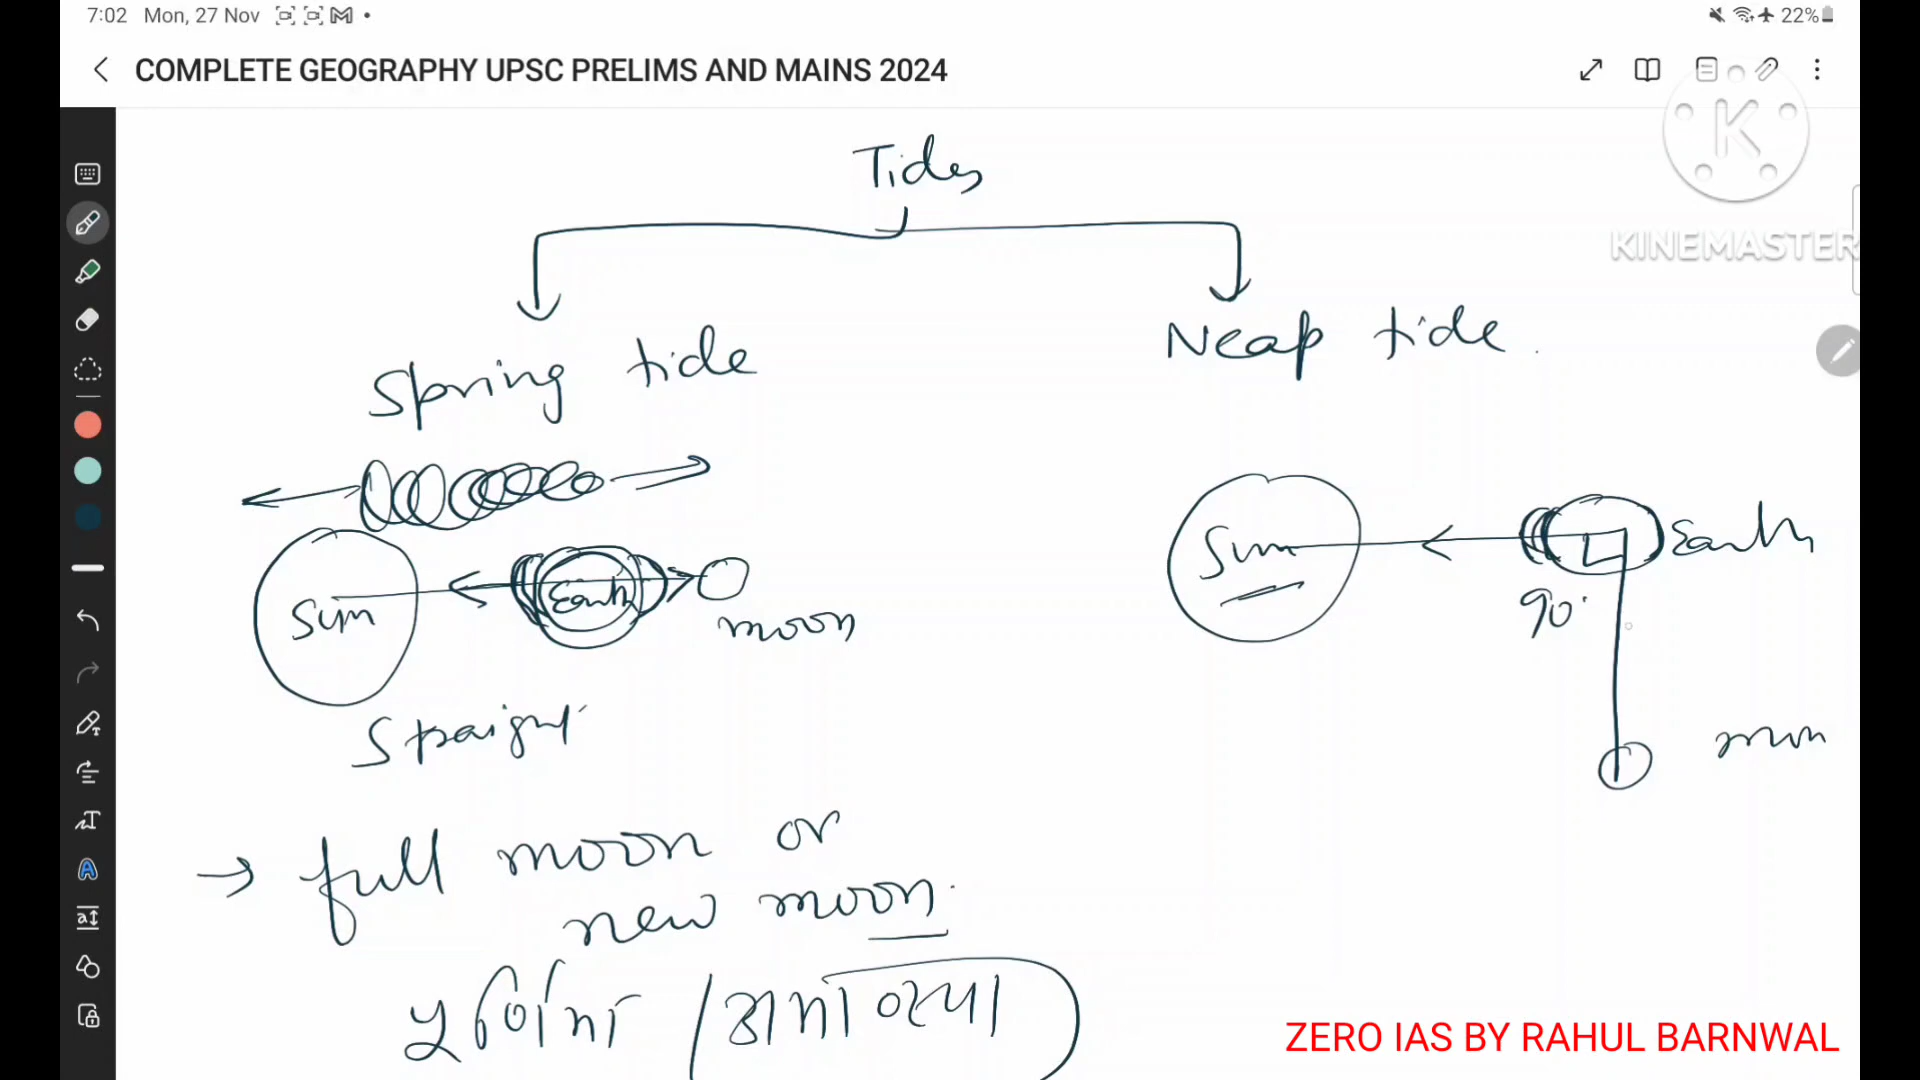 7:02 Mon, 27 Nov
22%
COMPLETE GEOGRAPHY UPSC PRELIMS AND MAINS 2024
K
KINEMASTER
Tides
Spring tide
Neap tide
Sun
Earth
moon
Sun
Earth
90°
moon
Straight
→ full moon or
new moon
पूर्णिमा / अमावस्या
ZERO IAS BY RAHUL BARNWAL